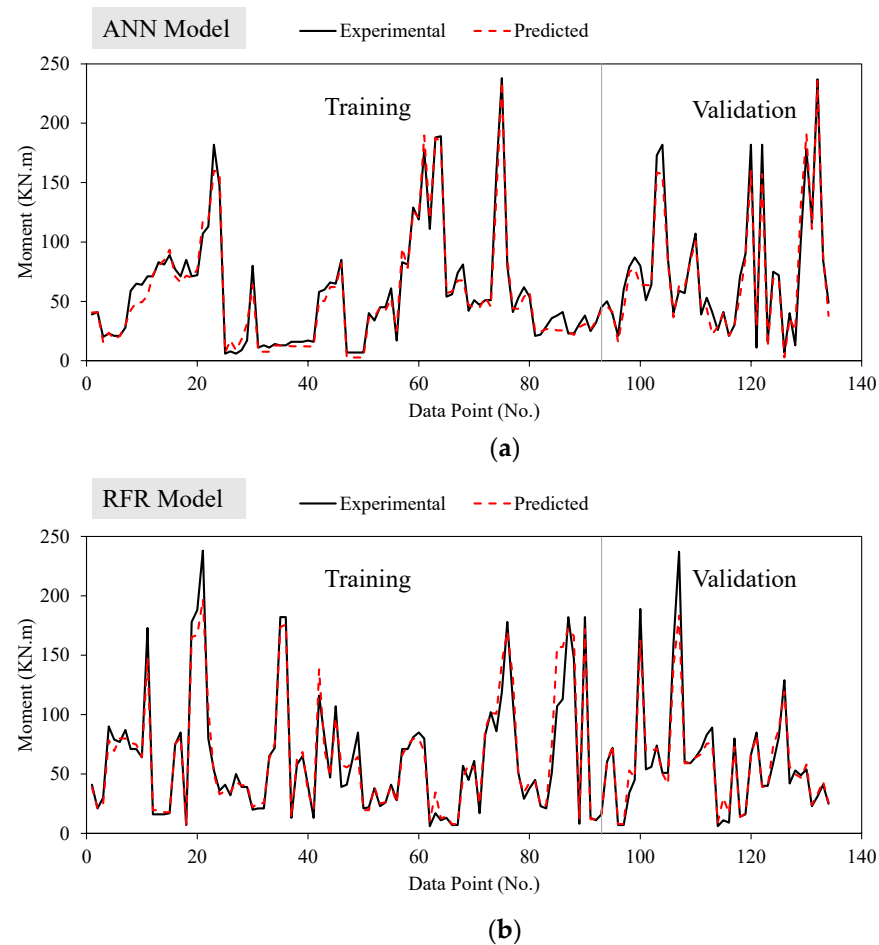 ANN Model
Experimental Predicted
250
200
150
100
50
0
Moment (KN.m)
Training
Validation
0 20 40 60 80 100 120 140
Data Point (No.)
(a)
RFR Model
Experimental Predicted
250
200
150
100
50
0
Moment (KN.m)
Training
Validation
0 20 40 60 80 100 120 140
Data Point (No.)
(b)